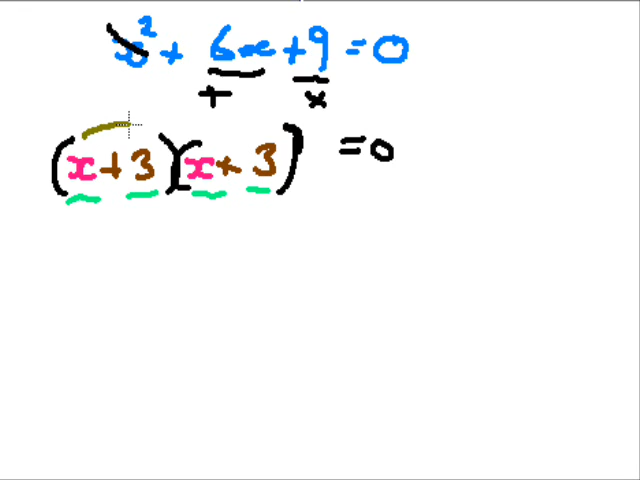 x² + 6x + 9 = 0
+ x
(x + 3)(x + 3) = 0